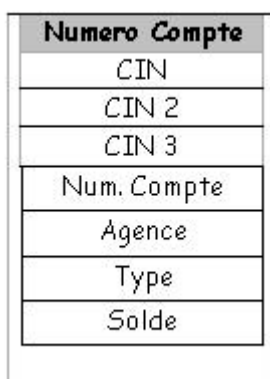 Numero Compte
CIN
CIN 2
CIN 3
Num. Compte
Agence
Type
Solde